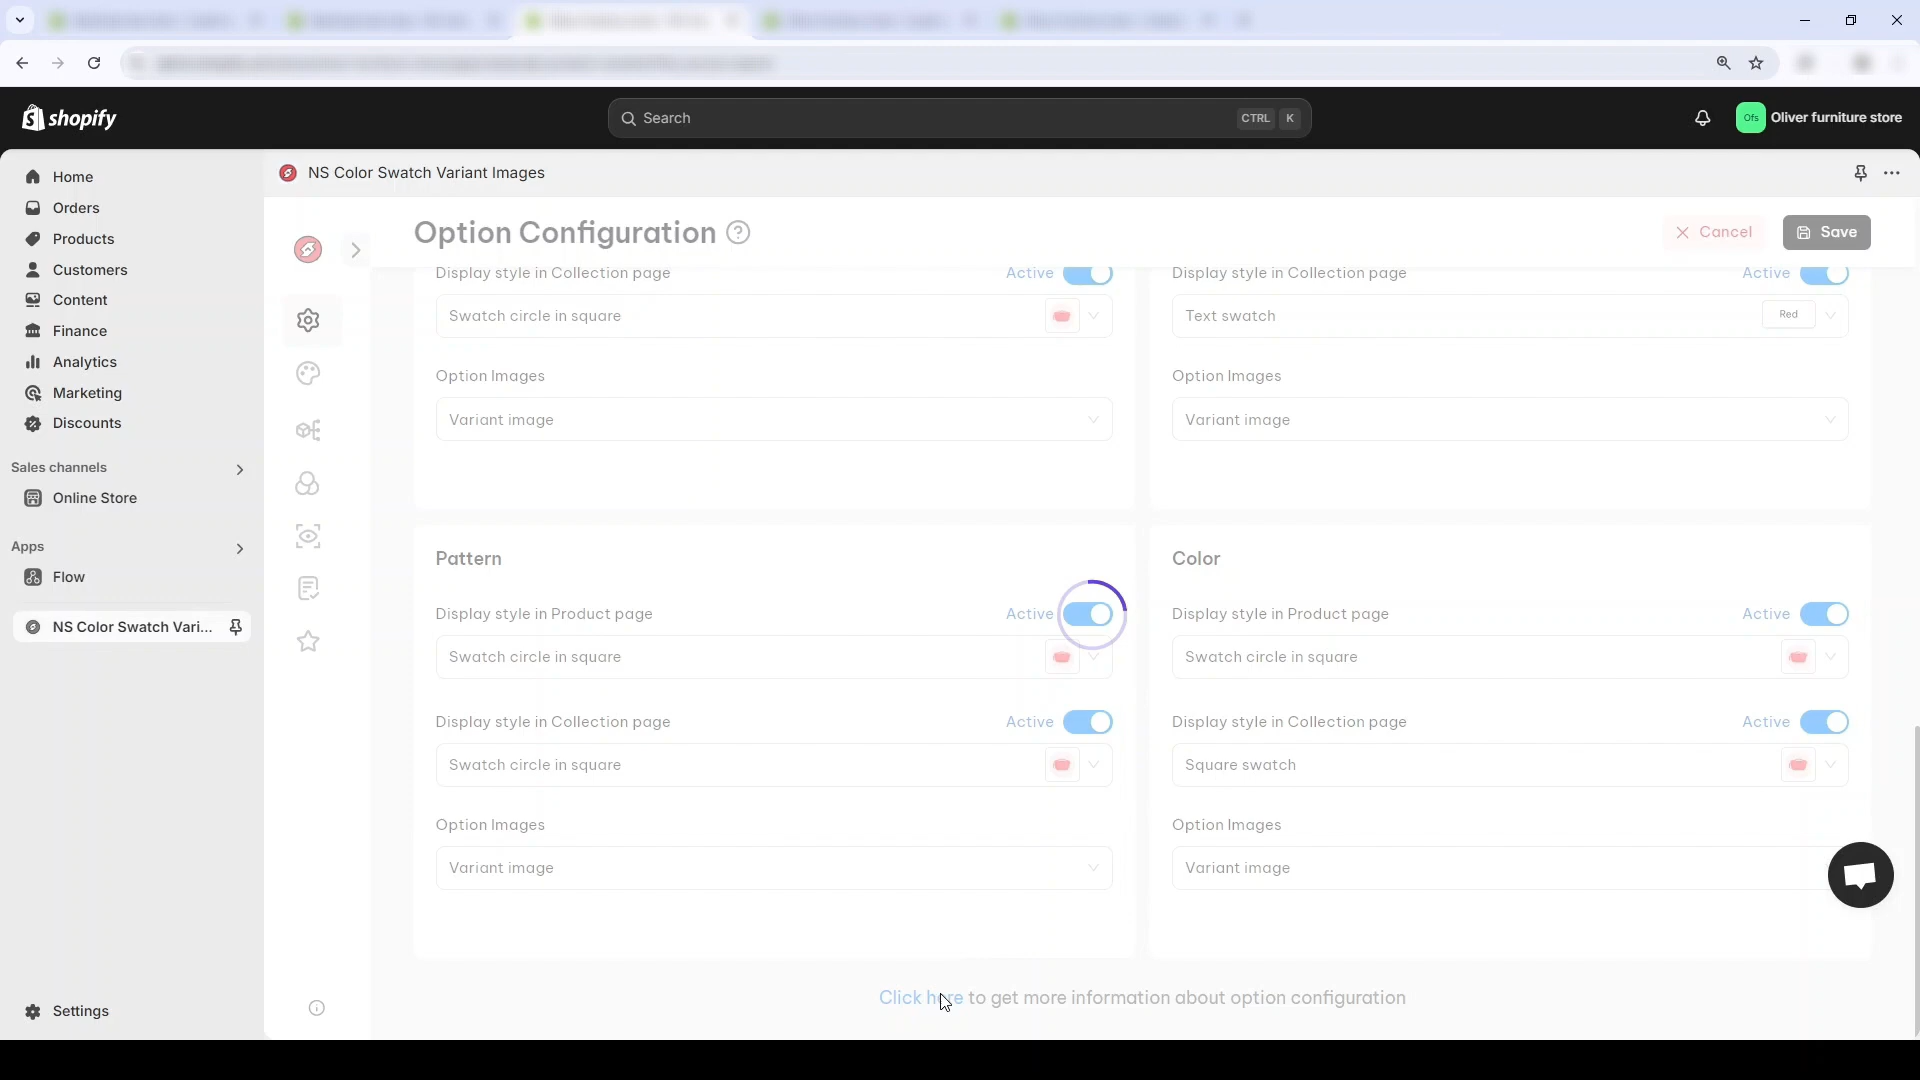 shopify
Search
CTRL K
Ofs
Oliver furniture store
Home
Orders
Products
Customers
Content
Finance
Analytics
Marketing
Discounts
Sales channels
Online Store
Apps
Flow
NS Color Swatch Vari...
Settings
NS Color Swatch Variant Images
Option Configuration
Cancel
Save
Display style in Collection page
Active
Swatch circle in square
Option Images
Variant image
Display style in Collection page
Active
Text swatch
Red
Option Images
Variant image
Pattern
Display style in Product page
Active
Swatch circle in square
Display style in Collection page
Active
Swatch circle in square
Option Images
Variant image
Color
Display style in Product page
Active
Swatch circle in square
Display style in Collection page
Active
Square swatch
Option Images
Variant image
Click here to get more information about option configuration